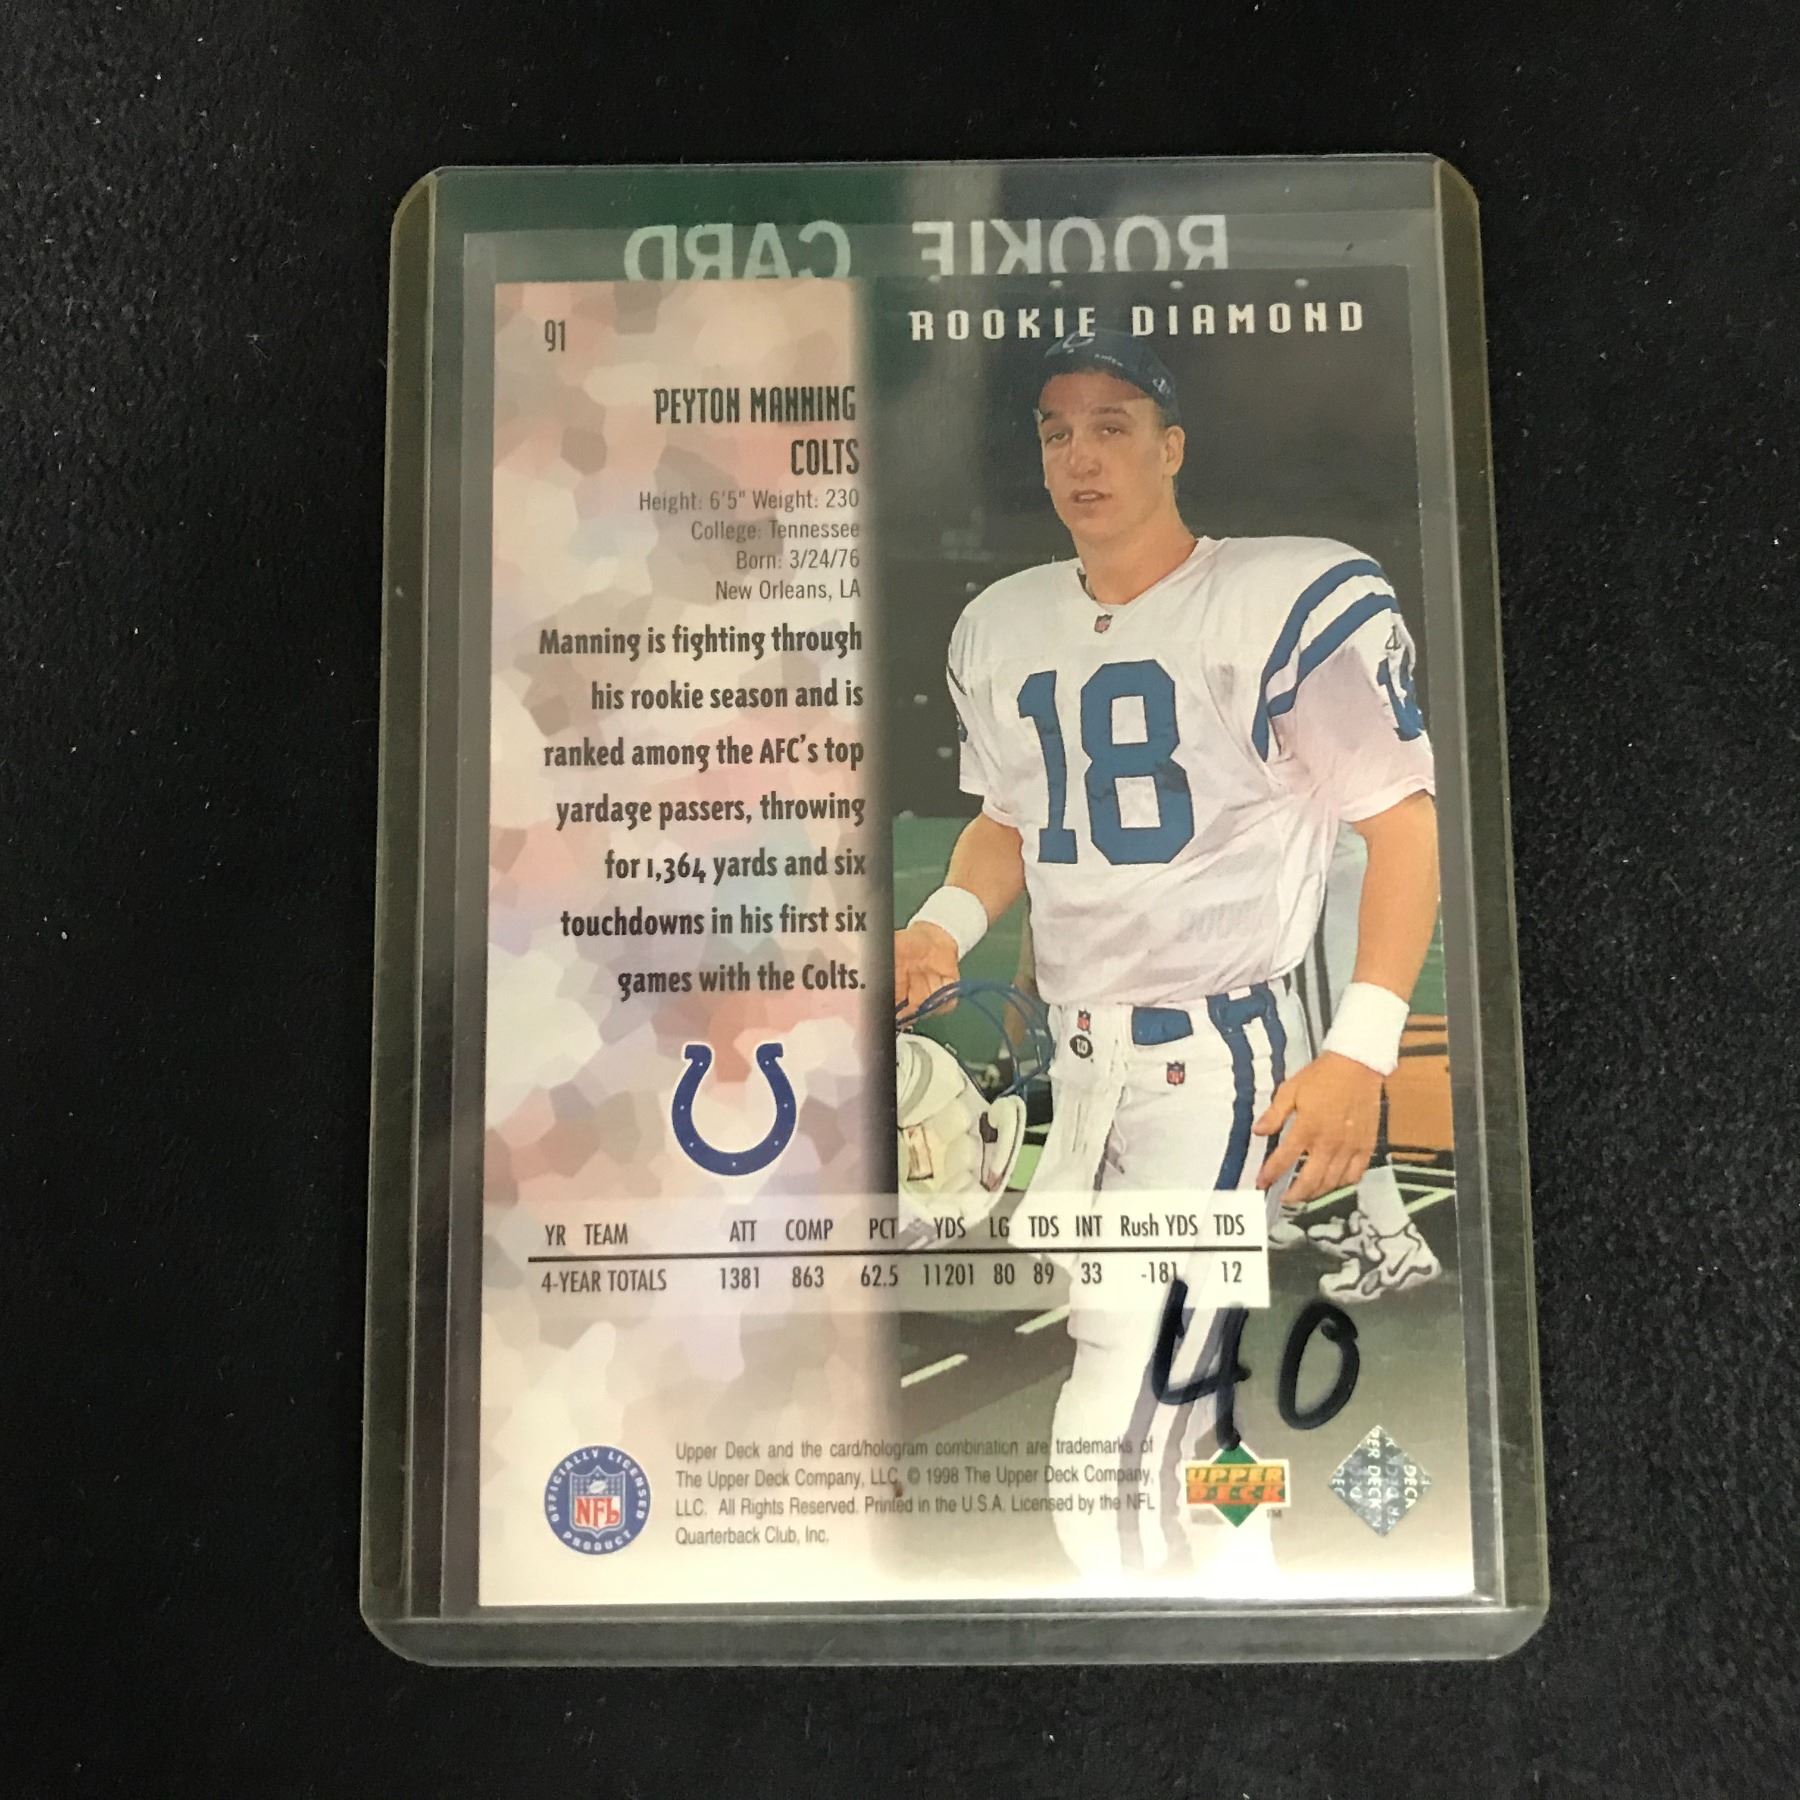 ROOKIE CARD
ROOKIE DIAMOND
91
PEYTON MANNING
COLTS
Height: 6'5" Weight: 230
College: Tennessee
Born: 3/24/76
New Orleans, LA
Manning is fighting through
his rookie season and is
ranked among the AFC's top
yardage passers, throwing
for 1,364 yards and six
touchdowns in his first six
games with the Colts.
18
YR TEAM ATT COMP PCT YDS LG TDS INT Rush YDS TDS
4-YEAR TOTALS 1381 863 62.5 11201 80 89 33 -181 12
40
OFFICIALLY LICENSED PRODUCT
NFL
Upper Deck and the card/hologram combination are trademarks of
The Upper Deck Company, LLC. © 1998 The Upper Deck Company,
LLC. All Rights Reserved. Printed in the U.S.A. Licensed by the NFL
Quarterback Club, Inc.
UPPER
DECK
TM